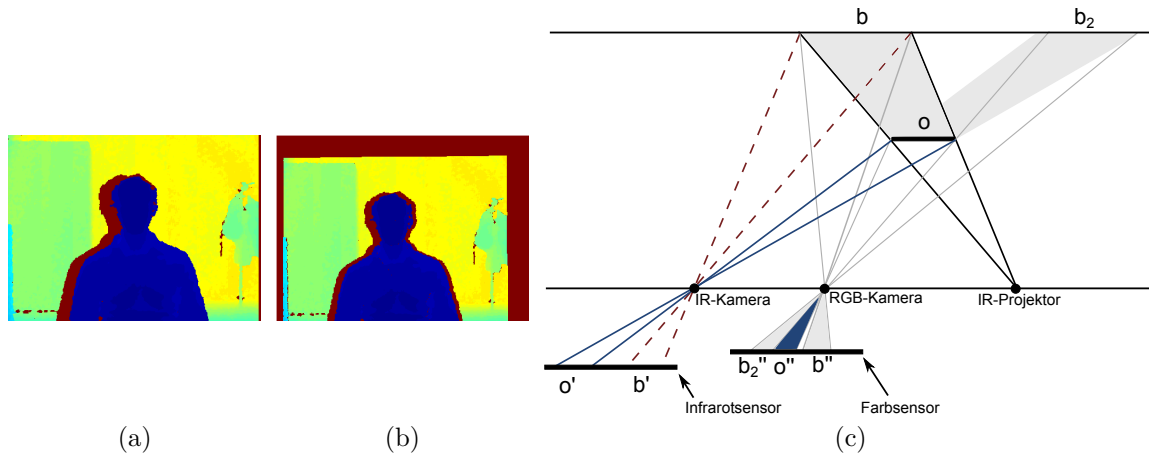 b
b₂
o
IR-Kamera
RGB-Kamera
IR-Projektor
b₂''
o''
b''
o'
b'
Infrarotsensor
Farbsensor
(a)
(b)
(c)